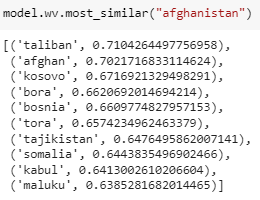 model.wv.most_similar("afghanistan")
[('taliban', 0.7104264497756958),
('afghan', 0.7021716833114624),
('kosovo', 0.6716921329498291),
('bora', 0.6620692014694214),
('bosnia', 0.6609774827957153),
('tora', 0.6574234962463379),
('tajikistan', 0.6476495862007141),
('somalia', 0.6443835496902466),
('kabul', 0.6413002610206604),
('maluku', 0.6385281682014465)]